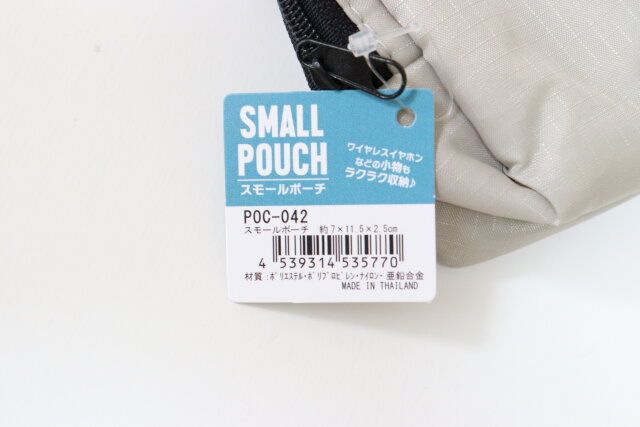 SMALL
POUCH
スモールポーチ
ワイヤレスイヤホン
などの小物も
ラクラク収納♪
POC-042
スモールポーチ 約7×11.5×2.5cm
4 539314 535770
材質:ポリエステル・ポリプロピレン・ナイロン・亜鉛合金
MADE IN THAILAND